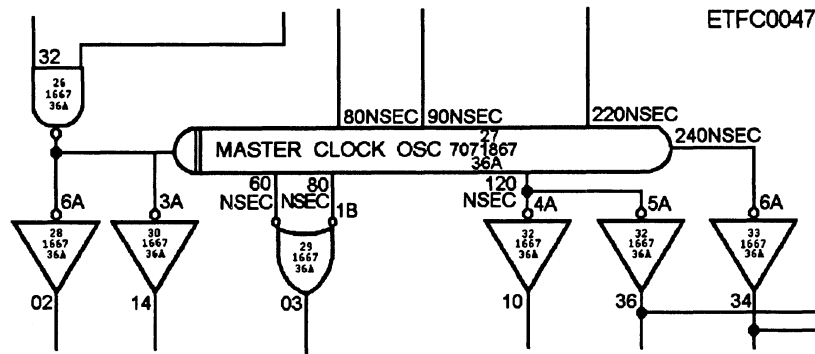 ETFC0047
32
26
1667
36A
80NSEC 90NSEC 220NSEC
MASTER CLOCK OSC 27
7071867
36A
240NSEC
60
NSEC
80
NSEC
120
NSEC
6A
3A
1B
4A
5A
6A
28
1667
36A
30
1667
36A
29
1667
36A
32
1667
36A
32
1667
36A
33
1667
36A
02
14
03
10
36
34